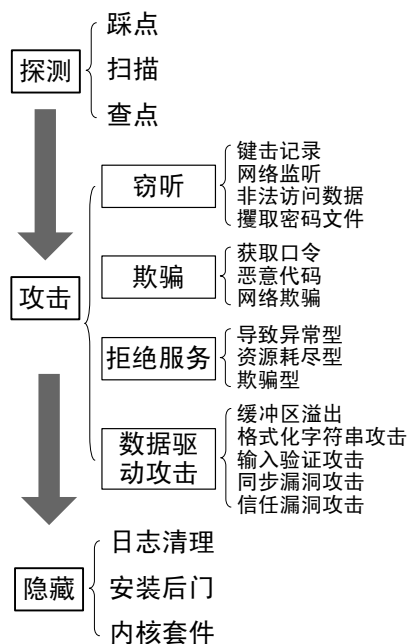 探测
踩点
扫描
查点
攻击
窃听
键击记录
网络监听
非法访问数据
攫取密码文件
欺骗
获取口令
恶意代码
网络欺骗
拒绝服务
导致异常型
资源耗尽型
欺骗型
数据驱
动攻击
缓冲区溢出
格式化字符串攻击
输入验证攻击
同步漏洞攻击
信任漏洞攻击
隐藏
日志清理
安装后门
内核套件